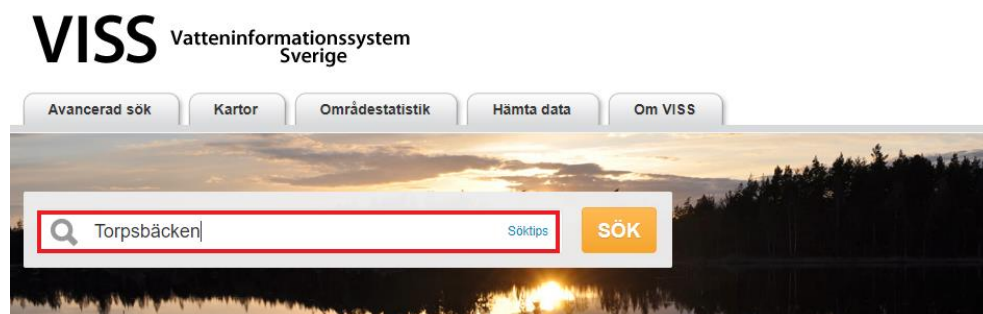 VISS Vatteninformationssystem
Sverige
Avancerad sök Kartor Områdestatistik Hämta data Om VISS
Torpsbäcken Söktips SÖK